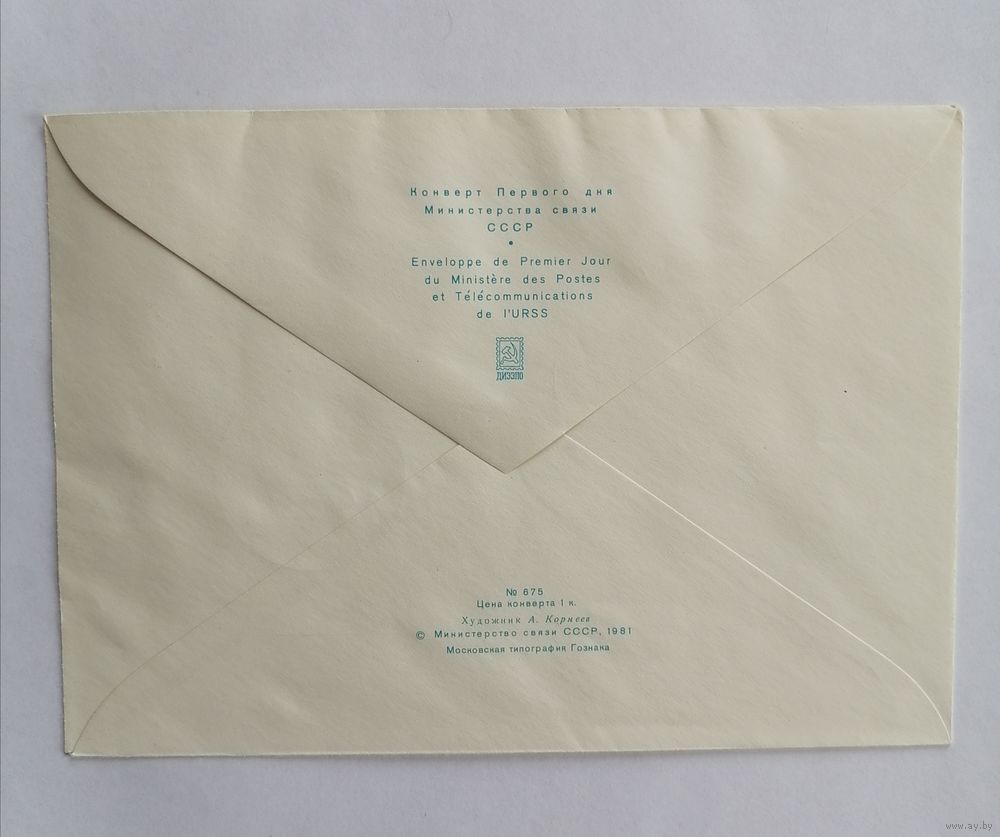 Конверт Первого дня
Министерства связи
СССР
•
Enveloppe de Premier Jour
du Ministère des Postes
et Télécommunications
de l'URSS
ДИЭЗПО
№ 675
Цена конверта 1 к.
Художник А. Корнеев
© Министерство связи СССР, 1981
Московская типография Гознака
www.ay.by